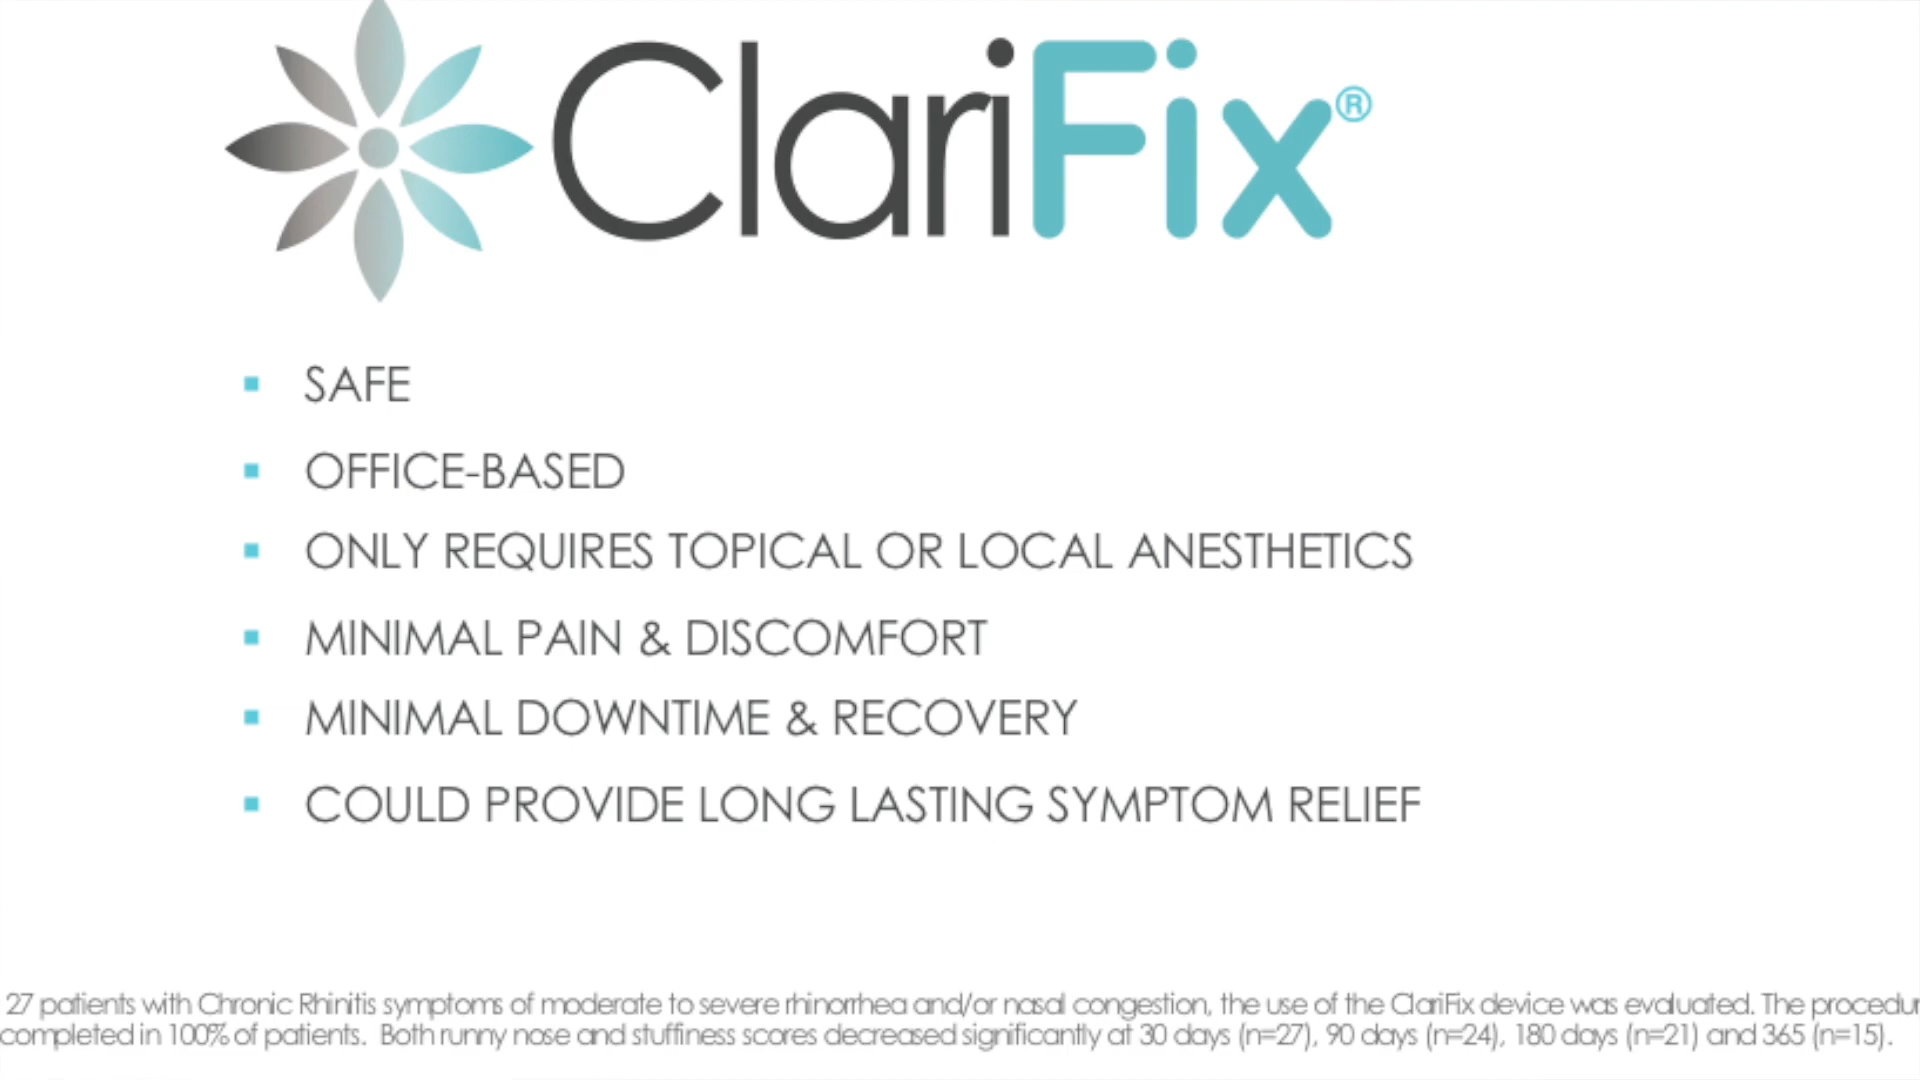 ClariFix®
▪ SAFE
▪ OFFICE-BASED
▪ ONLY REQUIRES TOPICAL OR LOCAL ANESTHETICS
▪ MINIMAL PAIN & DISCOMFORT
▪ MINIMAL DOWNTIME & RECOVERY
▪ COULD PROVIDE LONG LASTING SYMPTOM RELIEF
27 patients with Chronic Rhinitis symptoms of moderate to severe rhinorrhea and/or nasal congestion, the use of the ClariFix device was evaluated. The procedur
completed in 100% of patients. Both runny nose and stuffiness scores decreased significantly at 30 days (n=27), 90 days (n=24), 180 days (n=21) and 365 (n=15).